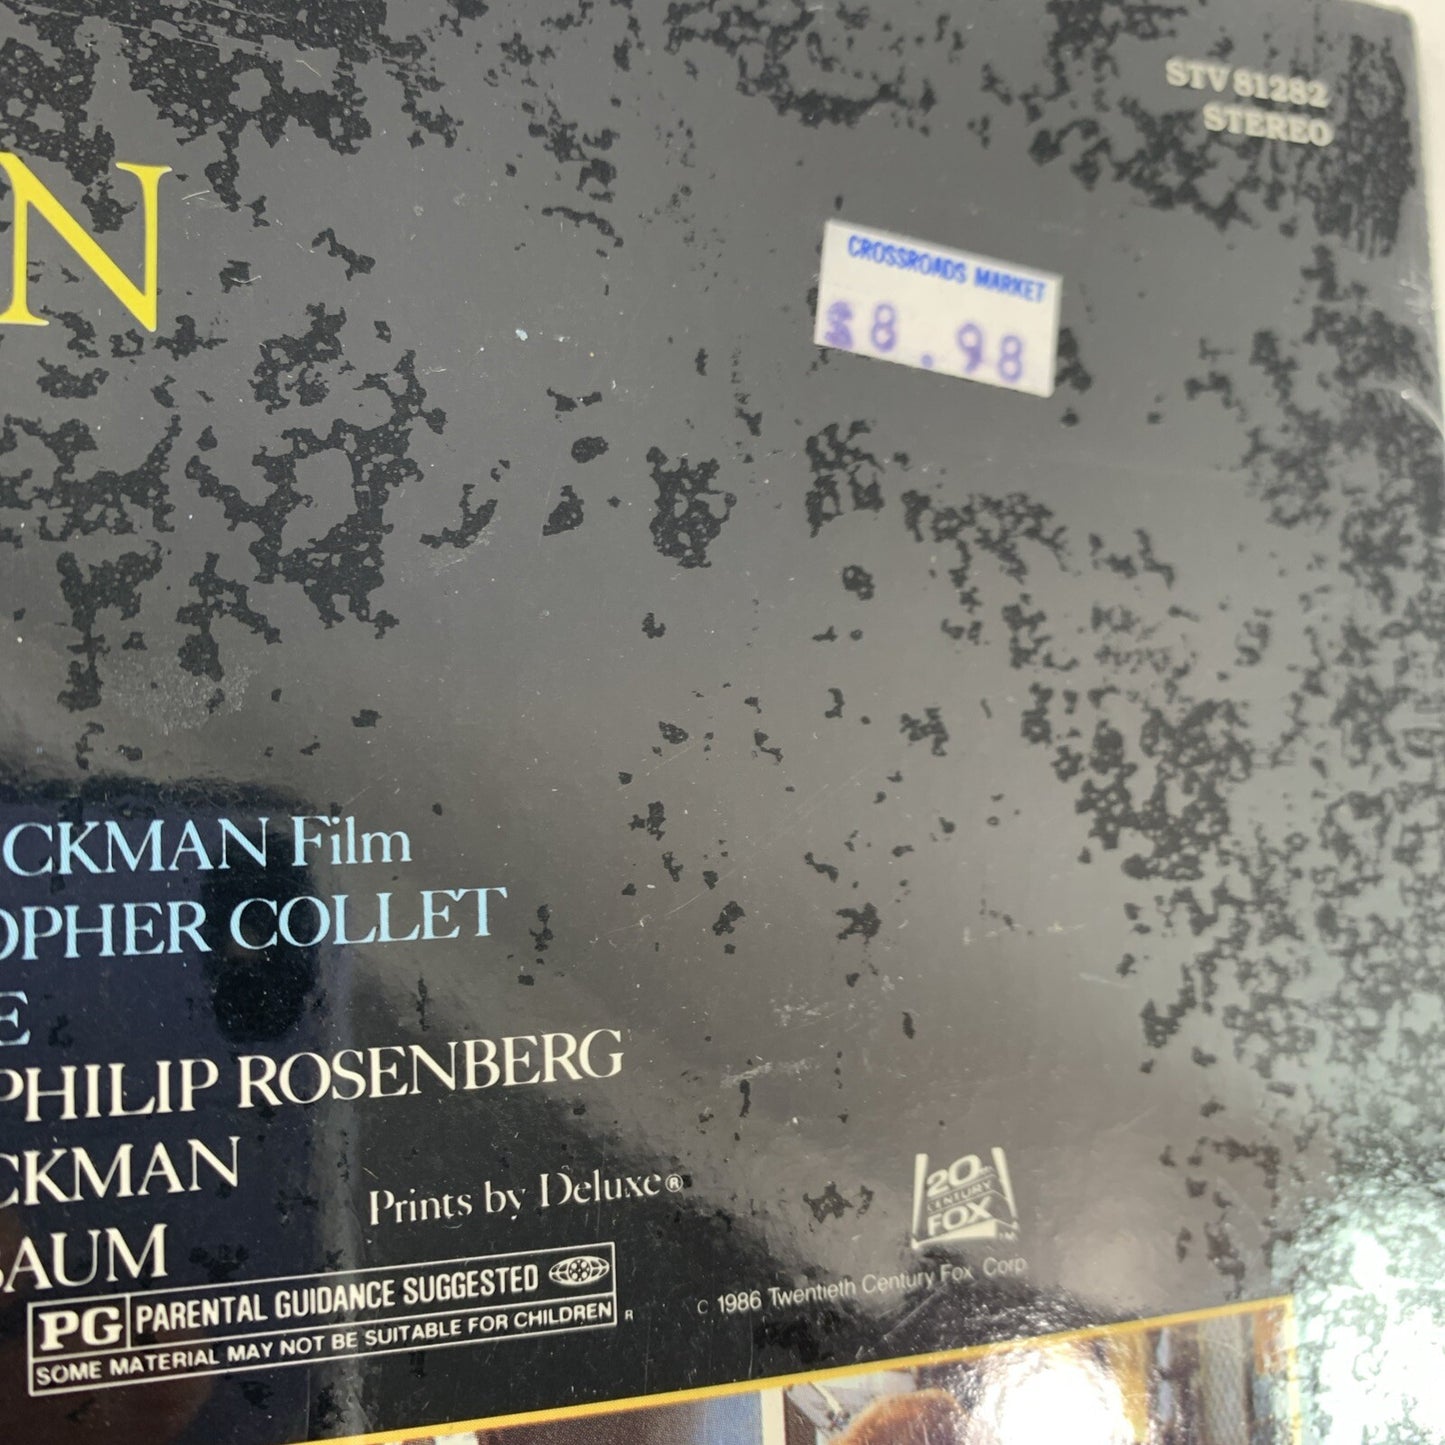 STV 81282
STEREO
N
CROSSROADS MARKET
$8.98
CKMAN Film
OPHER COLLET
E
PHILIP ROSENBERG
CKMAN
Prints by Deluxe®
BAUM
PG PARENTAL GUIDANCE SUGGESTED
SOME MATERIAL MAY NOT BE SUITABLE FOR CHILDREN R
20th
CENTURY
FOX
TM
C 1986 Twentieth Century Fox Corp